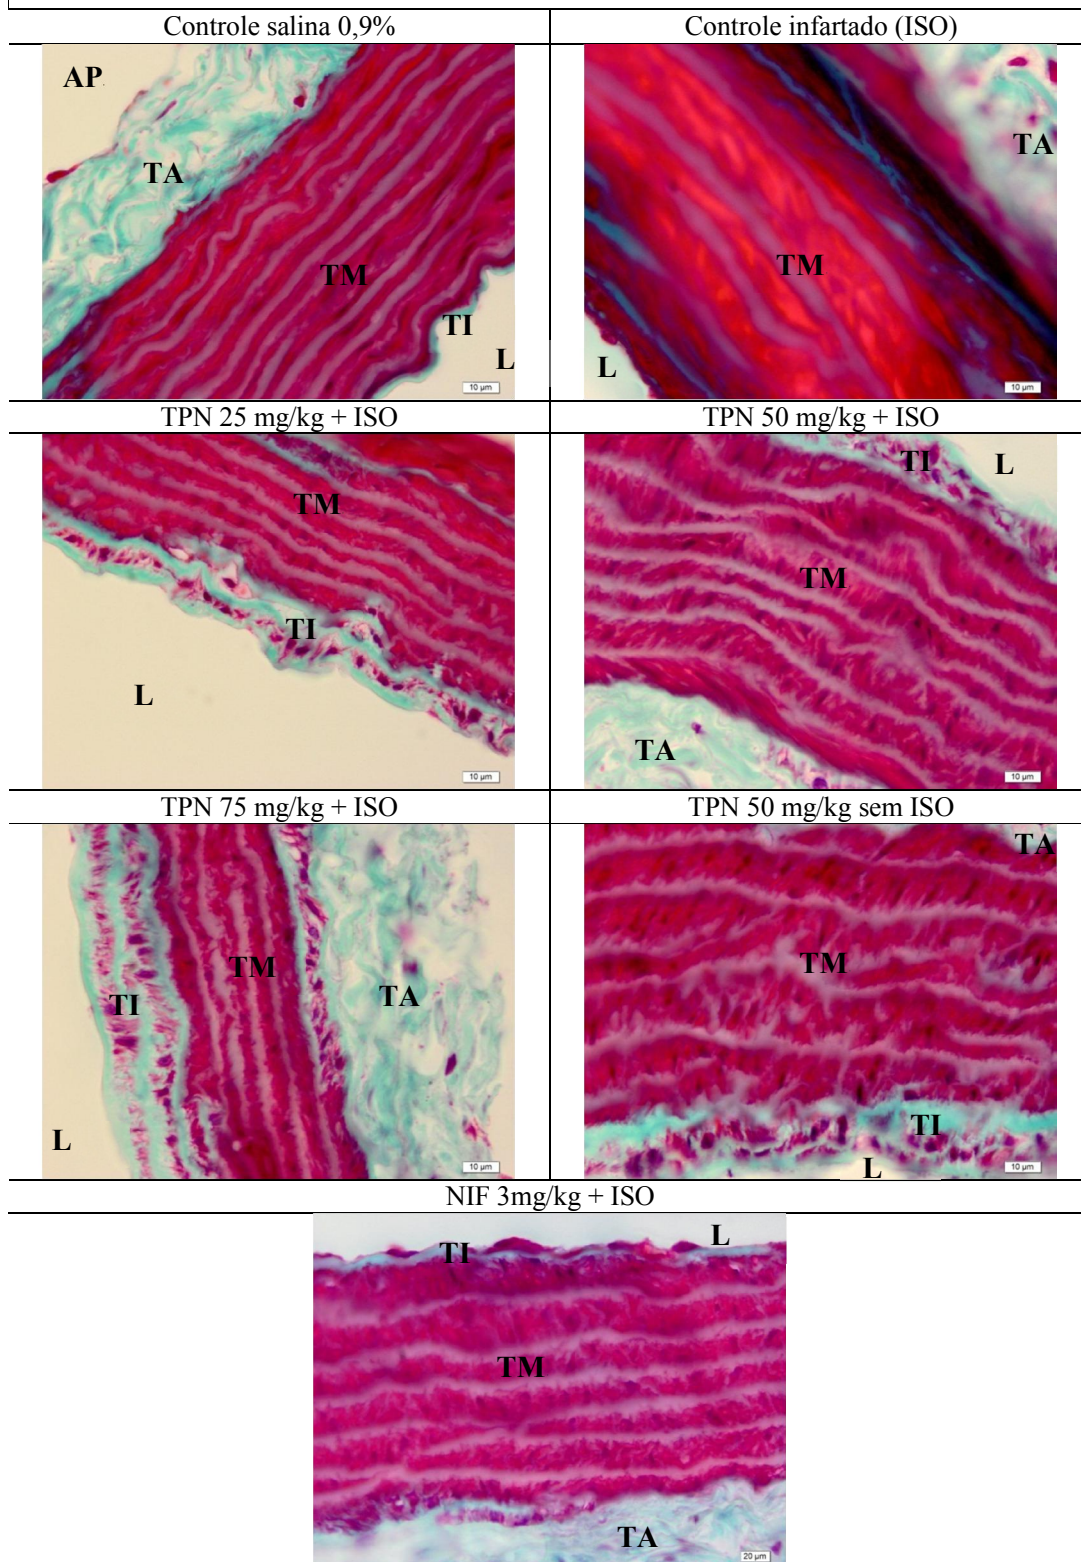 Controle salina 0,9%
Controle infartado (ISO)
AP
TA
TM
TI
L
10 µm
TA
TM
L
10 µm
TPN 25 mg/kg + ISO
TPN 50 mg/kg + ISO
TM
TI
L
10 µm
TI
L
TM
TA
10 µm
TPN 75 mg/kg + ISO
TPN 50 mg/kg sem ISO
TM
TI
TA
L
10 µm
TA
TM
TI
L
10 µm
NIF 3mg/kg + ISO
L
TI
TM
TA
20 µm